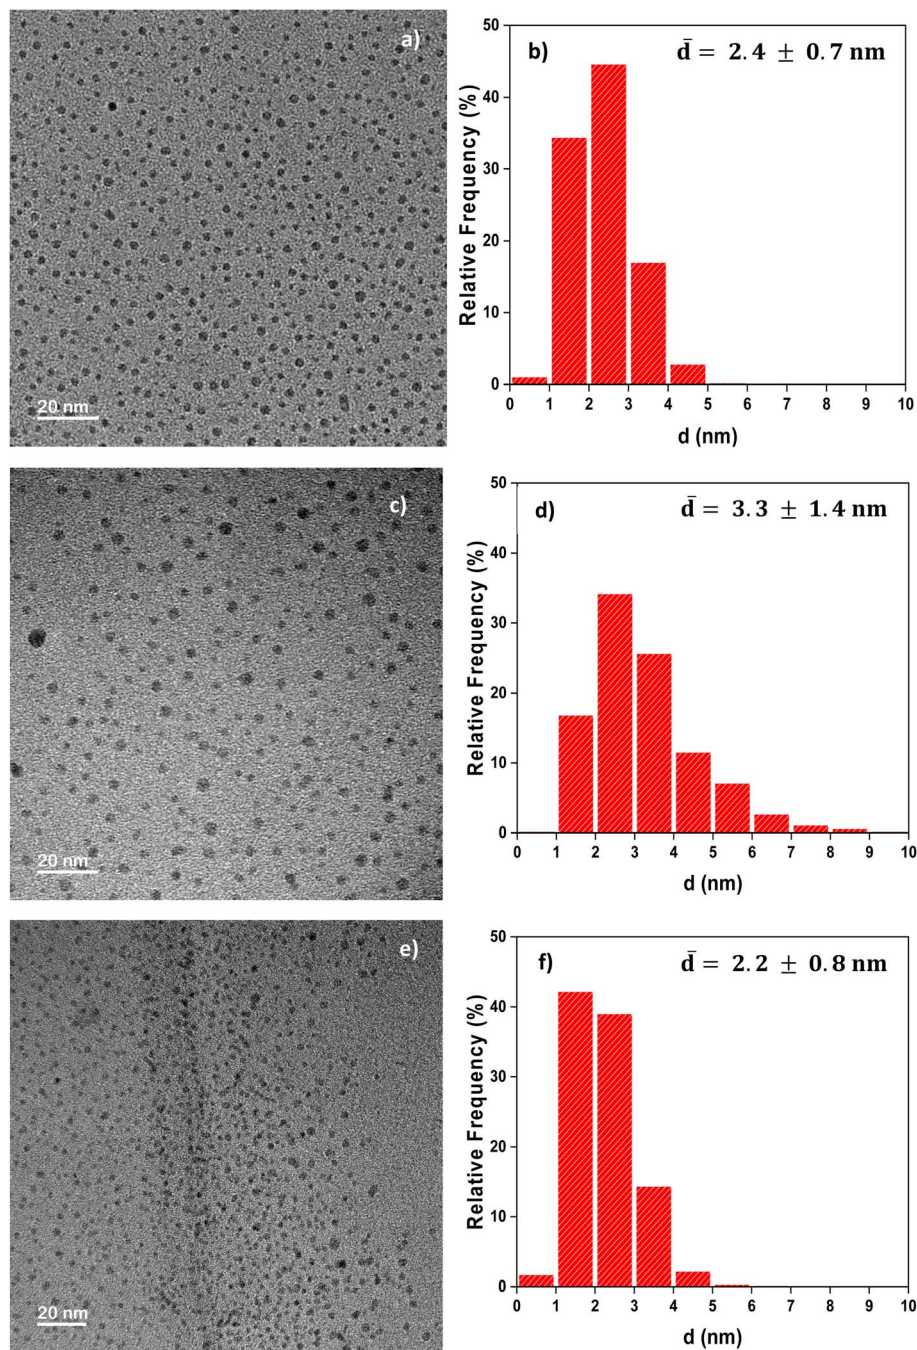 a)
20 nm
b)
d̄ = 2.4 ± 0.7 nm
50
40
30
20
10
0
Relative Frequency (%)
0 1 2 3 4 5 6 7 8 9 10
d (nm)
c)
20 nm
d)
d̄ = 3.3 ± 1.4 nm
50
40
30
20
10
0
Relative Frequency (%)
0 1 2 3 4 5 6 7 8 9 10
d (nm)
e)
20 nm
f)
d̄ = 2.2 ± 0.8 nm
50
40
30
20
10
0
Relative Frequency (%)
0 1 2 3 4 5 6 7 8 9 10
d (nm)